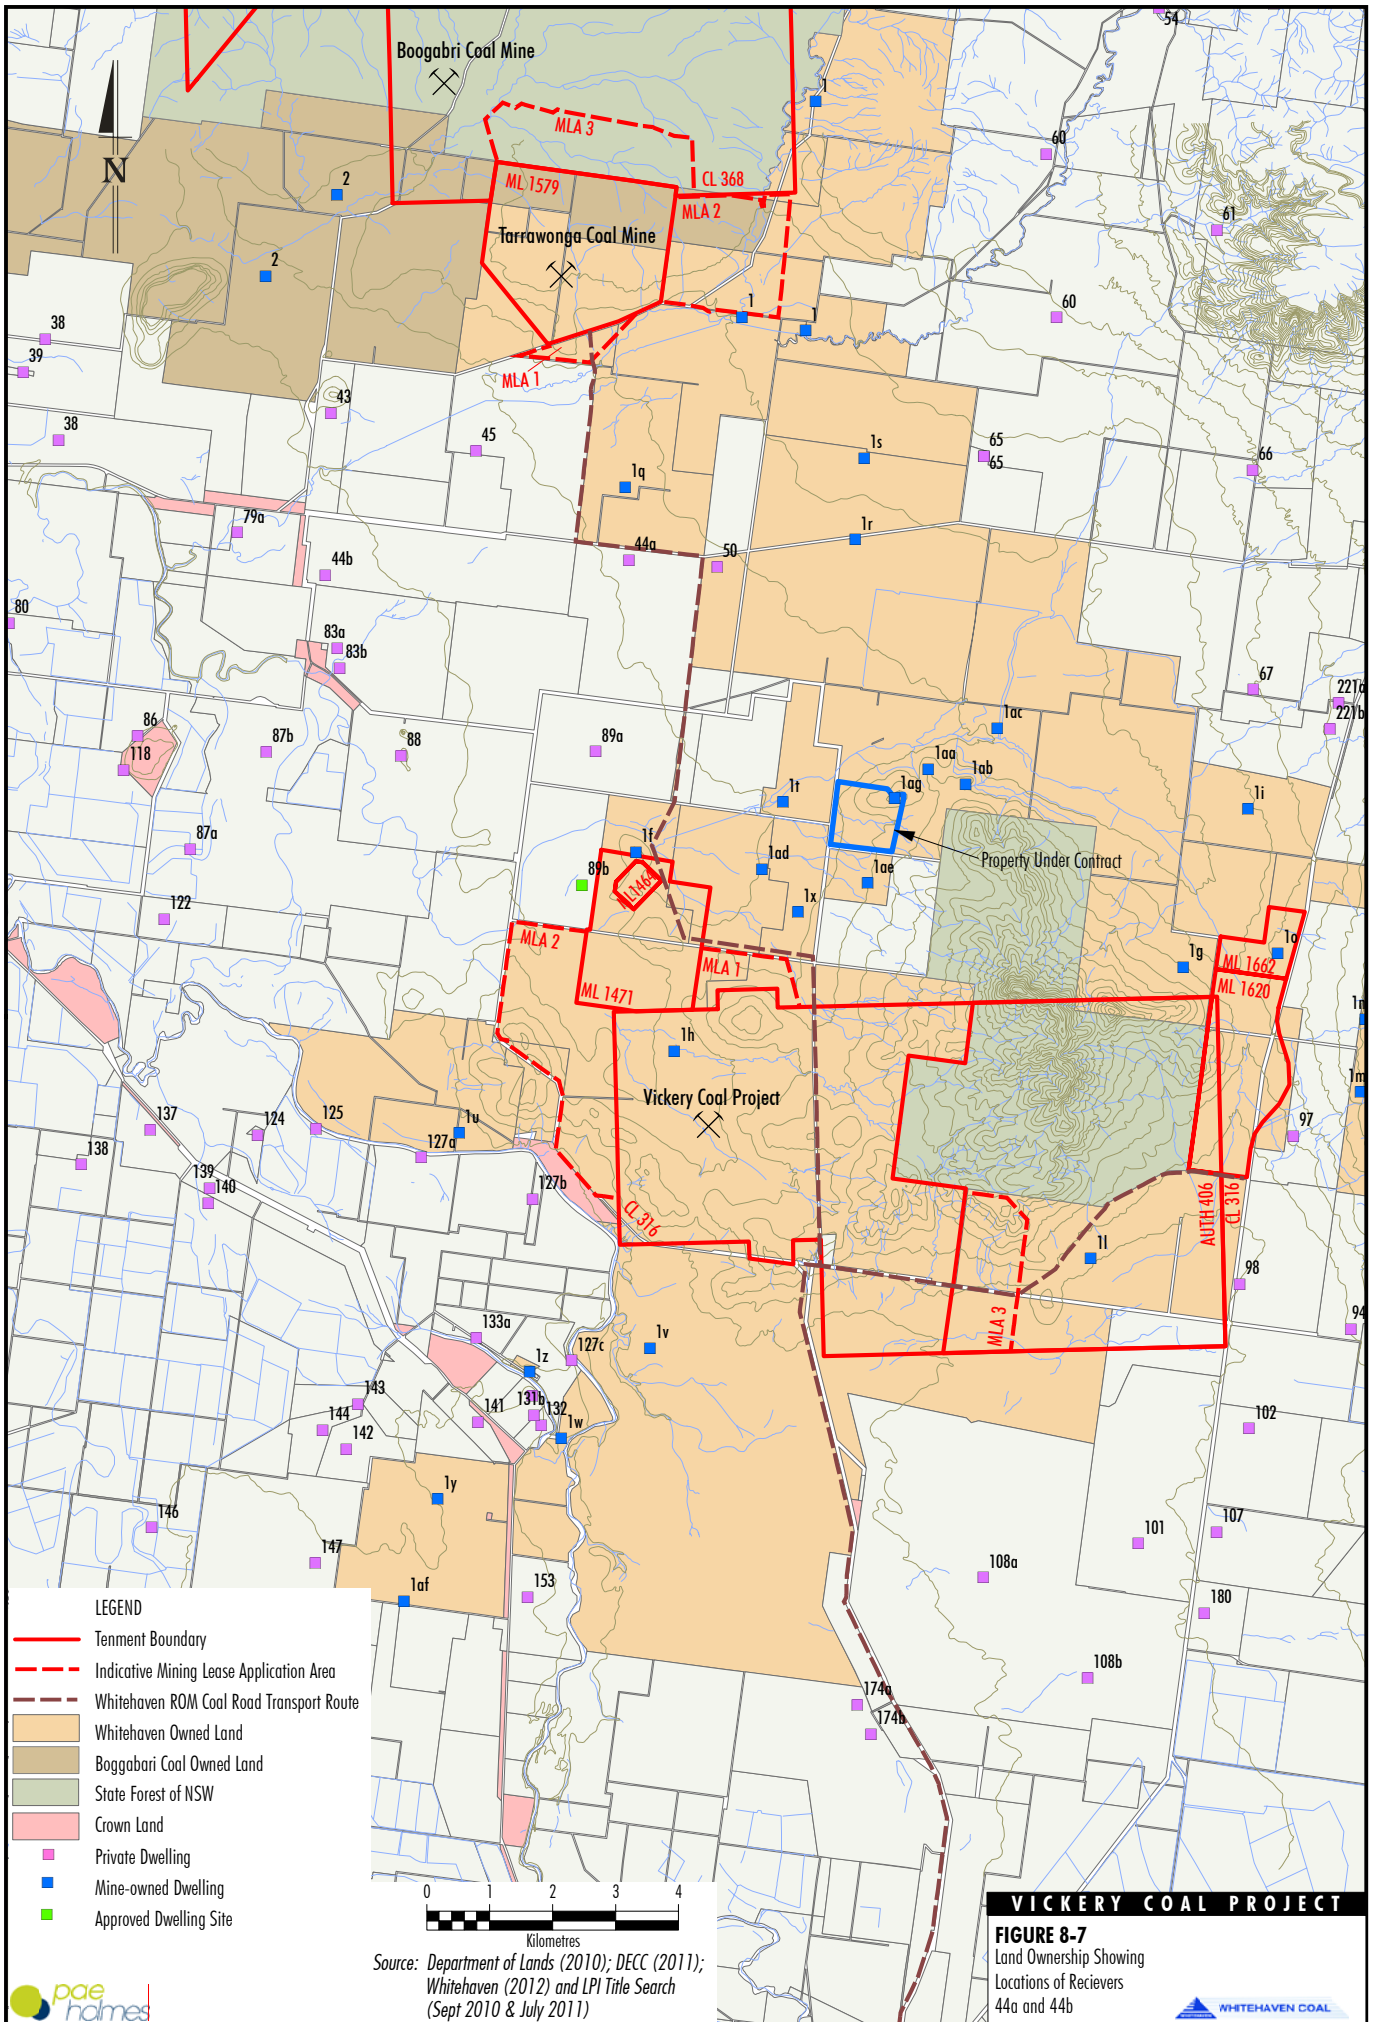 54
Boogabri Coal Mine
1
MLA 3
60
N
2
ML 1579
CL 368
MLA 2
61
Tarrawonga Coal Mine
2
38
1
1
60
39
MLA 1
43
38
45
1s
65
65
66
1q
79a
1r
44a
50
44b
80
83a
83b
67
221a
221b
86
118
87b
88
89a
1ac
1aa
1ab
1ag
1t
1i
87a
1f
Property Under Contract
89b
ML1464
1ad
1ae
122
1x
MLA 2
MLA 1
1g
1o
ML 1662
ML 1620
ML 1471
1h
1m
Vickery Coal Project
137
124
125
1u
97
138
127a
139
140
127b
CL 316
AUTH 406
CL 316
1l
98
MLA 3
94
133a
1v
127c
1z
143
131b
132
141
1w
144
142
102
1y
146
147
107
101
108a
153
1af
180
108b
174a
174b
LEGEND
Tenment Boundary
Indicative Mining Lease Application Area
Whitehaven ROM Coal Road Transport Route
Whitehaven Owned Land
Boggabari Coal Owned Land
State Forest of NSW
Crown Land
Private Dwelling
Mine-owned Dwelling
Approved Dwelling Site
0 1 2 3 4
Kilometres
Source: Department of Lands (2010); DECC (2011);
Whitehaven (2012) and LPI Title Search
(Sept 2010 & July 2011)
VICKERY COAL PROJECT
FIGURE 8-7
Land Ownership Showing
Locations of Recievers
44a and 44b
pae
holmes
WHITEHAVEN COAL